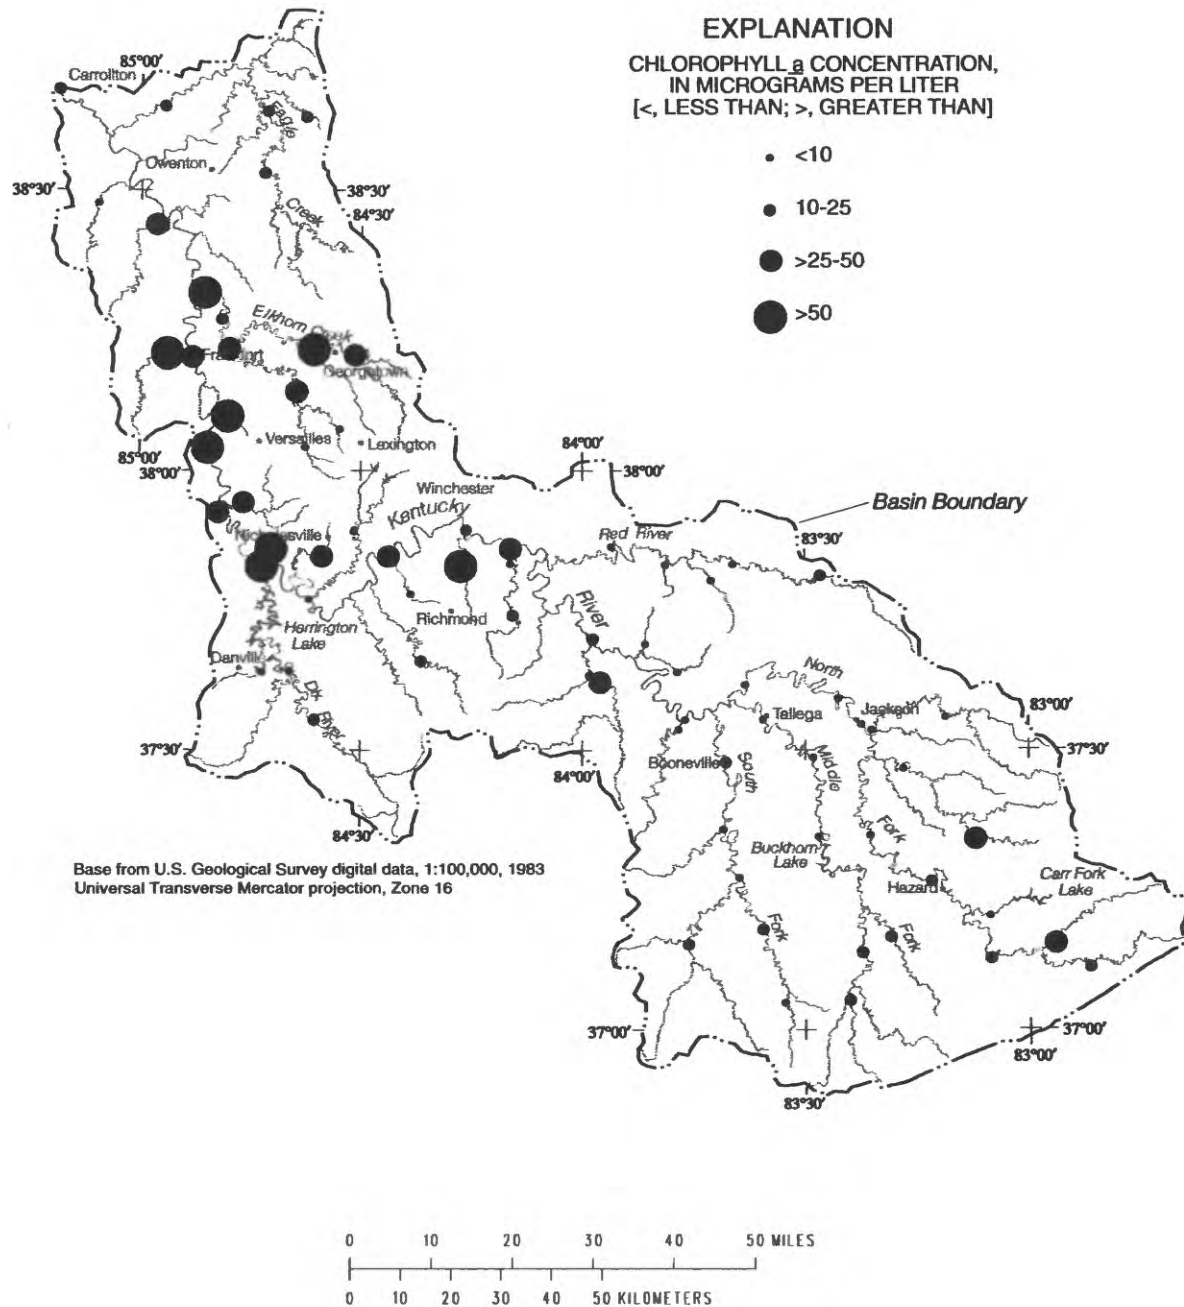 EXPLANATION
CHLOROPHYLL a CONCENTRATION,
IN MICROGRAMS PER LITER
[<, LESS THAN; >, GREATER THAN]
<10
10-25
>25-50
>50
85°00'
Carrollton
Eagle
Owenton
38°30'
38°30'
84°30'
Creek
Elkhorn
Creek
Frankfort
Georgetown
Versailles
Lexington
85°00'
38°00'
84°00'
38°00'
Winchester
Kentucky
Basin Boundary
Red River
83°30'
Nicholasville
River
Richmond
Herrington
Lake
Danville
Dix
River
North
Tallega
Jackson
83°00'
37°30'
37°30'
84°00'
Booneville
South
Middle
84°30'
Fork
Buckhorn
Lake
Base from U.S. Geological Survey digital data, 1:100,000, 1983
Universal Transverse Mercator projection, Zone 16
Hazard
Carr Fork
Lake
Fork
Fork
37°00'
37°00'
83°00'
83°30'
0 10 20 30 40 50 MILES
0 10 20 30 40 50 KILOMETERS